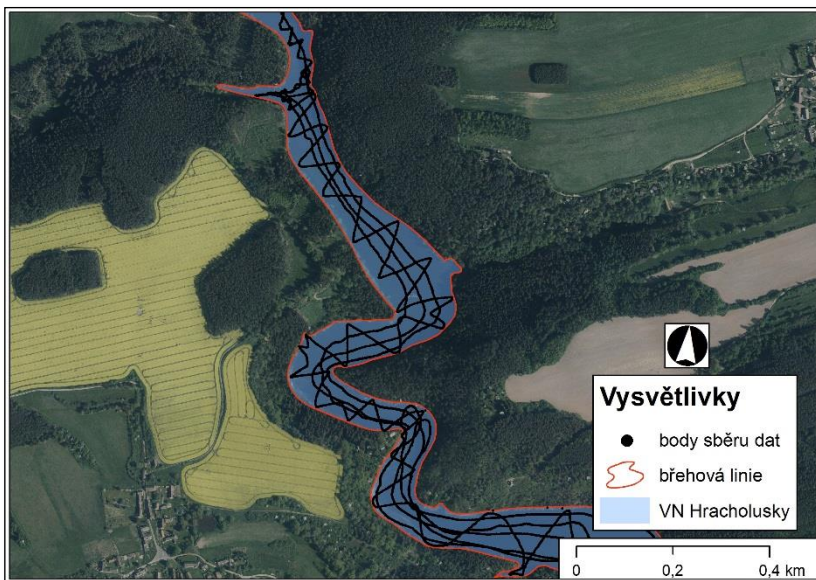 Vysvětlivky
body sběru dat
břehová linie
VN Hracholusky
0 0,2 0,4 km